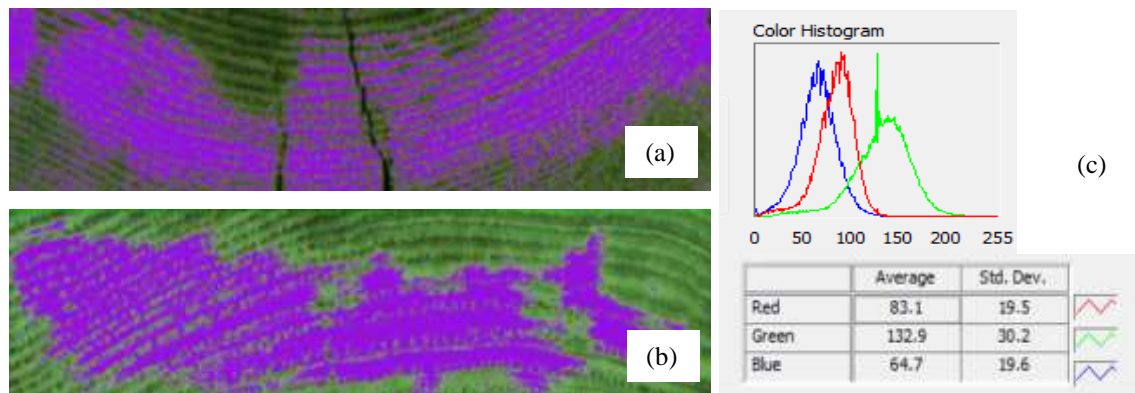 (a)
(b)
Color Histogram
0 50 100 150 200 255
(c)
Average Std. Dev.
Red 83.1 19.5
Green 132.9 30.2
Blue 64.7 19.6